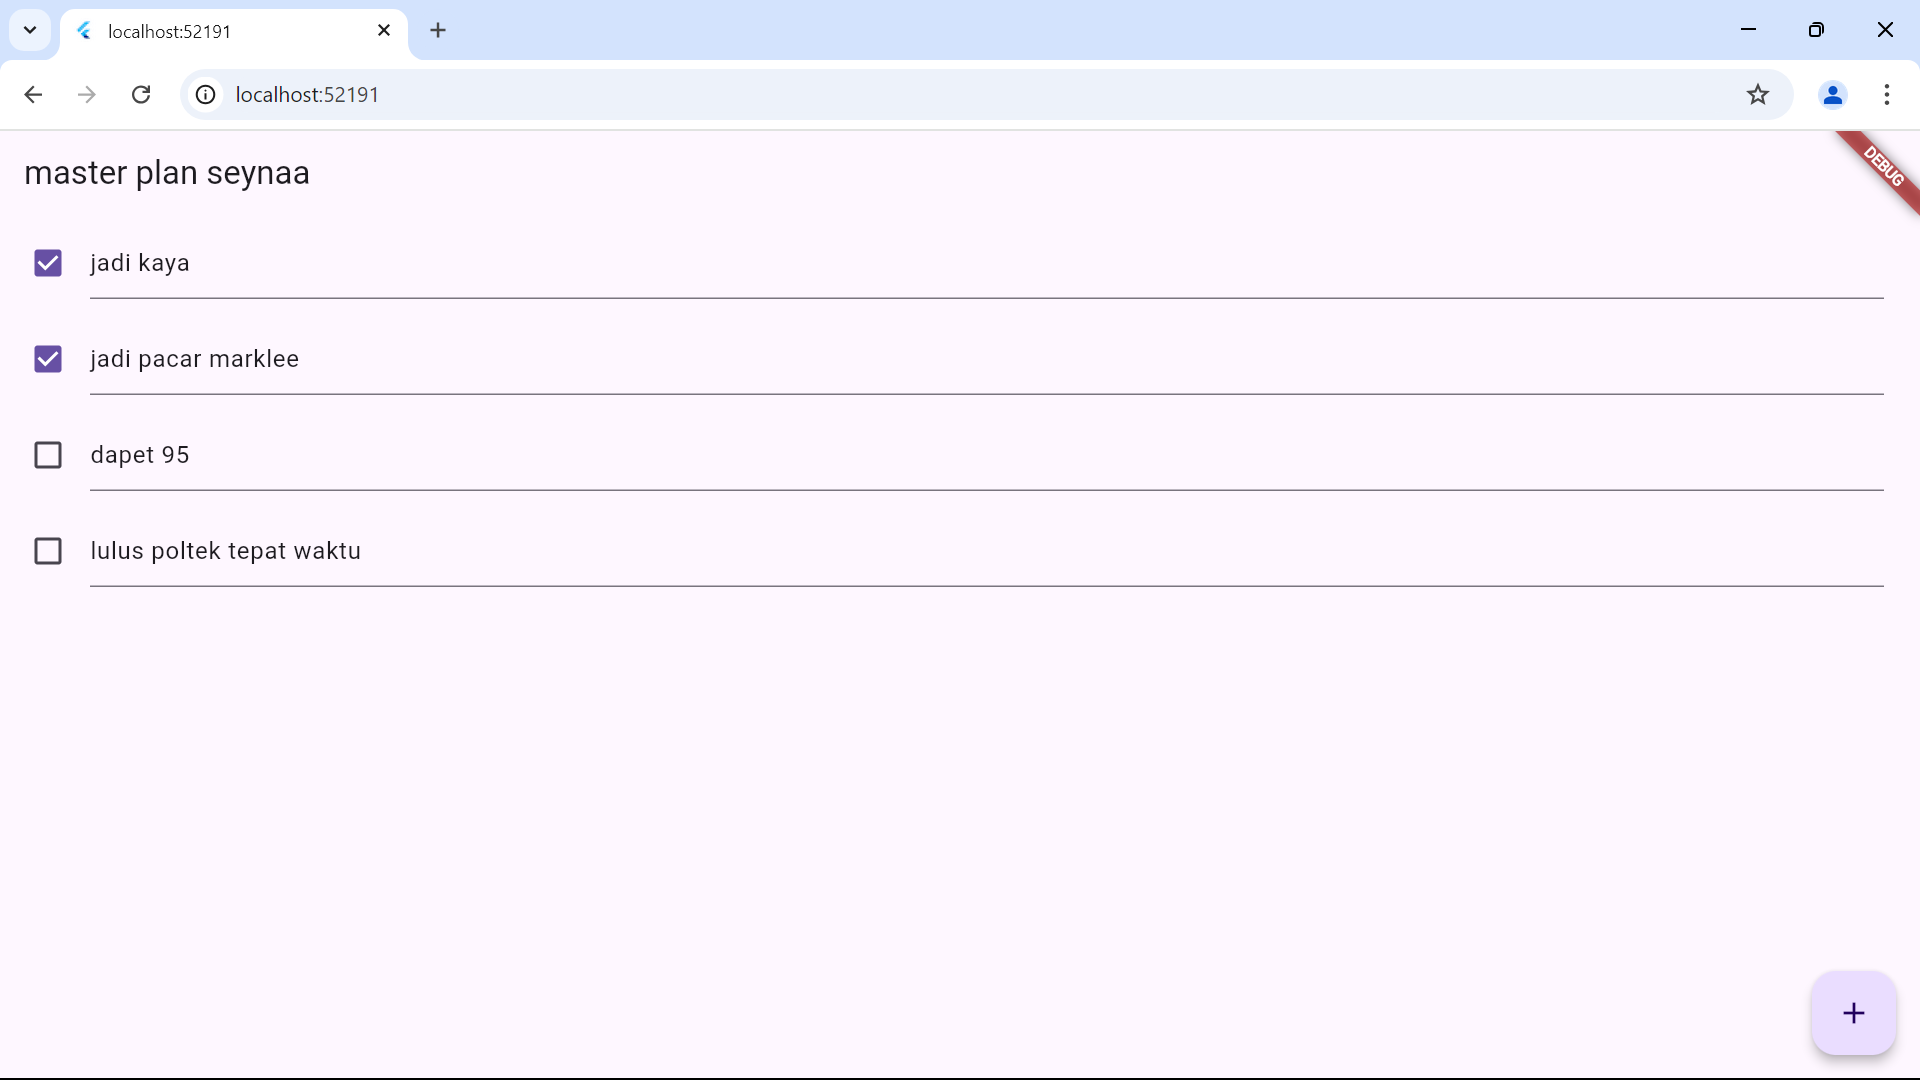 localhost:52191
localhost:52191
master plan seynaa
DEBUG
jadi kaya
jadi pacar marklee
dapet 95
lulus poltek tepat waktu